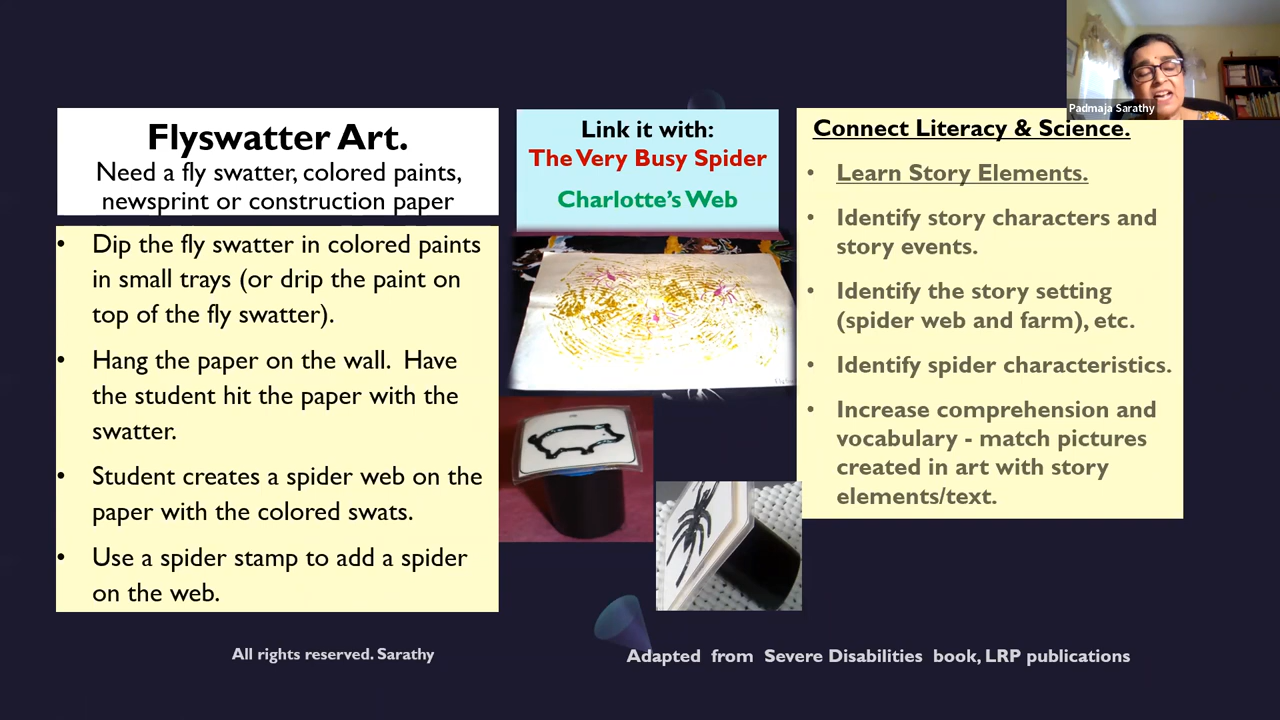 Padmaja Sarathy
Flyswatter Art.
Need a fly swatter, colored paints,
newsprint or construction paper
• Dip the fly swatter in colored paints
in small trays (or drip the paint on
top of the fly swatter).
• Hang the paper on the wall.  Have
the student hit the paper with the
swatter.
• Student creates a spider web on the
paper with the colored swats.
• Use a spider stamp to add a spider
on the web.
Link it with:
The Very Busy Spider
Charlotte's Web
Connect Literacy & Science.
• Learn Story Elements.
• Identify story characters and
story events.
• Identify the story setting
(spider web and farm), etc.
• Identify spider characteristics.
• Increase comprehension and
vocabulary - match pictures
created in art with story
elements/text.
All rights reserved. Sarathy
Adapted from Severe Disabilities book, LRP publications